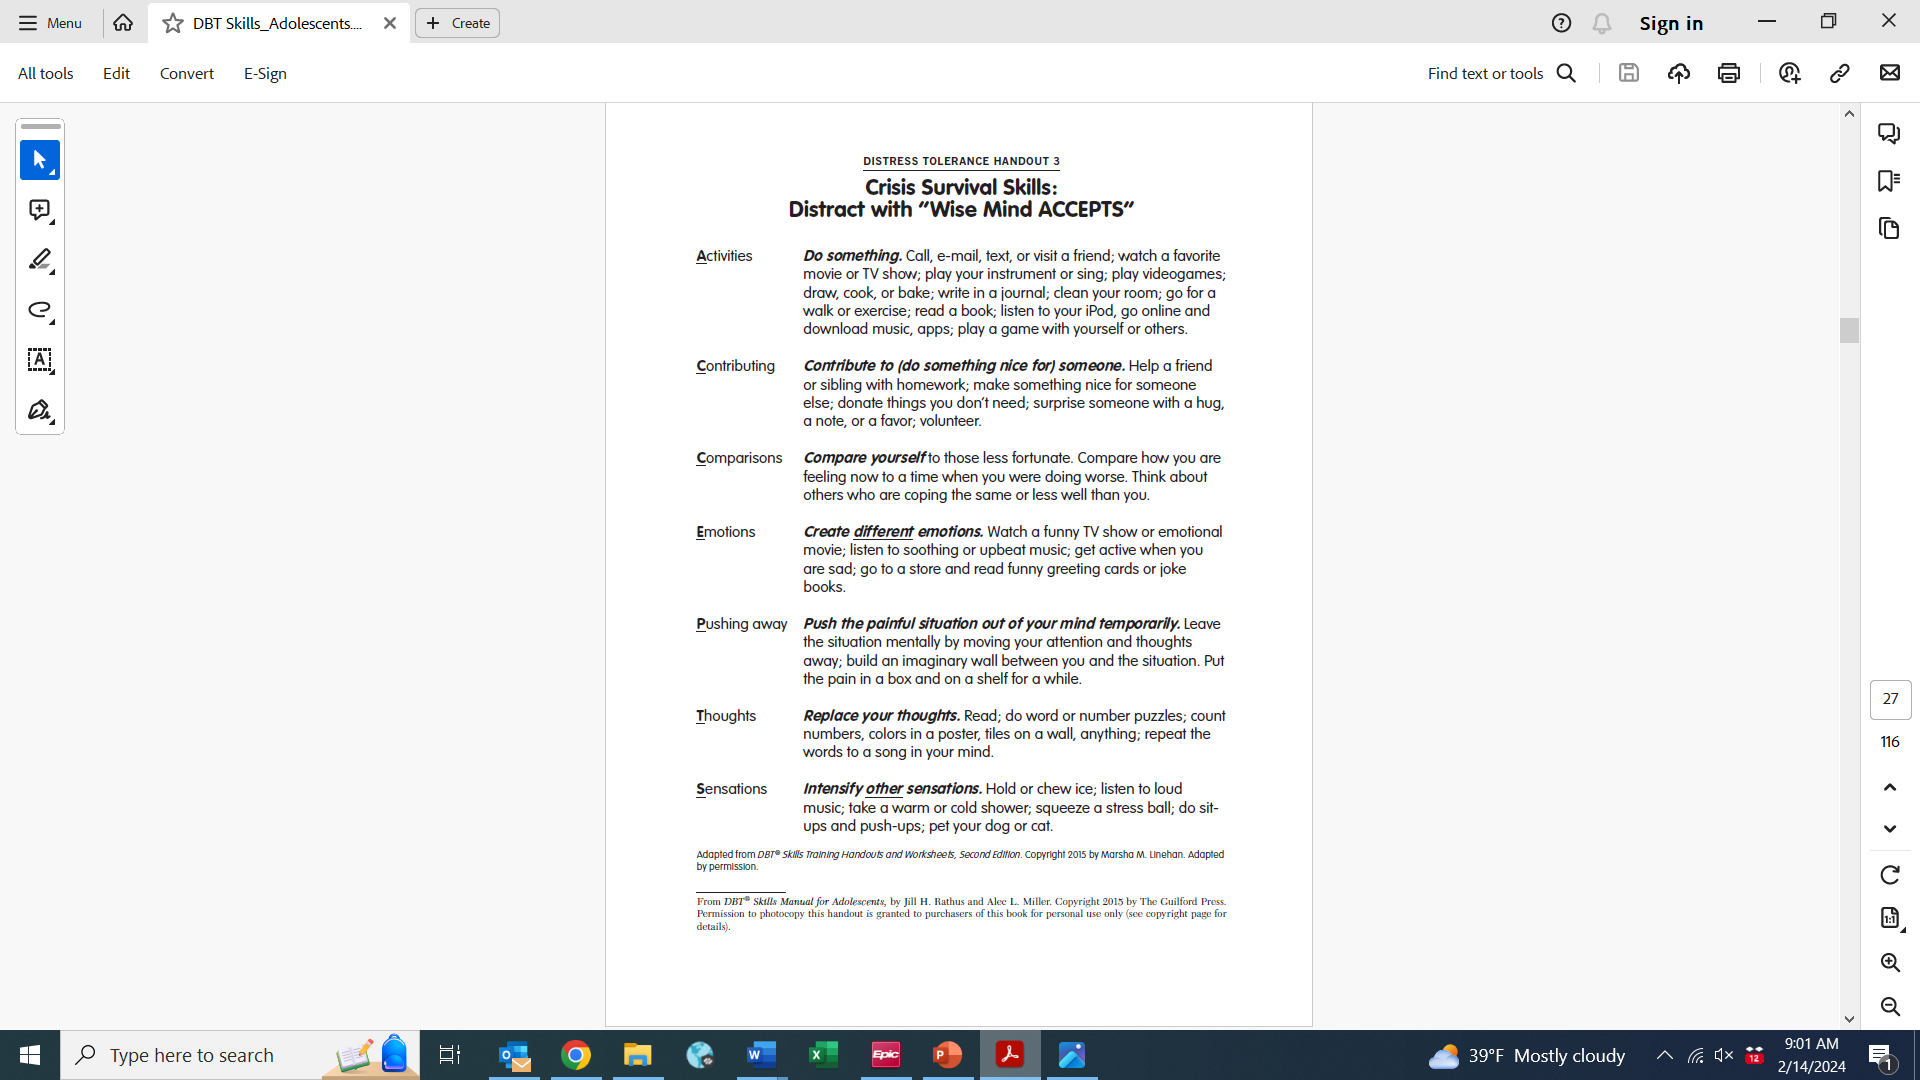 Menu
DBT Skills_Adolescents....
Create
Sign in
All tools
Edit
Convert
E-Sign
Find text or tools
DISTRESS TOLERANCE HANDOUT 3
Crisis Survival Skills:
Distract with "Wise Mind ACCEPTS"
Activities Do something. Call, e-mail, text, or visit a friend; watch a favorite
movie or TV show; play your instrument or sing; play videogames;
draw, cook, or bake; write in a journal; clean your room; go for a
walk or exercise; read a book; listen to your iPod, go online and
download music, apps; play a game with yourself or others.
Contributing Contribute to (do something nice for) someone. Help a friend
or sibling with homework; make something nice for someone
else; donate things you don't need; surprise someone with a hug,
a note, or a favor; volunteer.
Comparisons Compare yourself to those less fortunate. Compare how you are
feeling now to a time when you were doing worse. Think about
others who are coping the same or less well than you.
Emotions Create different emotions. Watch a funny TV show or emotional
movie; listen to soothing or upbeat music; get active when you
are sad; go to a store and read funny greeting cards or joke
books.
Pushing away Push the painful situation out of your mind temporarily. Leave
the situation mentally by moving your attention and thoughts
away; build an imaginary wall between you and the situation. Put
the pain in a box and on a shelf for a while.
Thoughts Replace your thoughts. Read; do word or number puzzles; count
numbers, colors in a poster, tiles on a wall, anything; repeat the
words to a song in your mind.
Sensations Intensify other sensations. Hold or chew ice; listen to loud
music; take a warm or cold shower; squeeze a stress ball; do sit-
ups and push-ups; pet your dog or cat.
Adapted from DBT® Skills Training Handouts and Worksheets, Second Edition. Copyright 2015 by Marsha M. Linehan. Adapted
by permission.
From DBT® Skills Manual for Adolescents, by Jill H. Rathus and Alec L. Miller. Copyright 2015 by The Guilford Press.
Permission to photocopy this handout is granted to purchasers of this book for personal use only (see copyright page for
details).
27
116
1:1
Type here to search
Epic
39°F Mostly cloudy
12
9:01 AM
2/14/2024
1